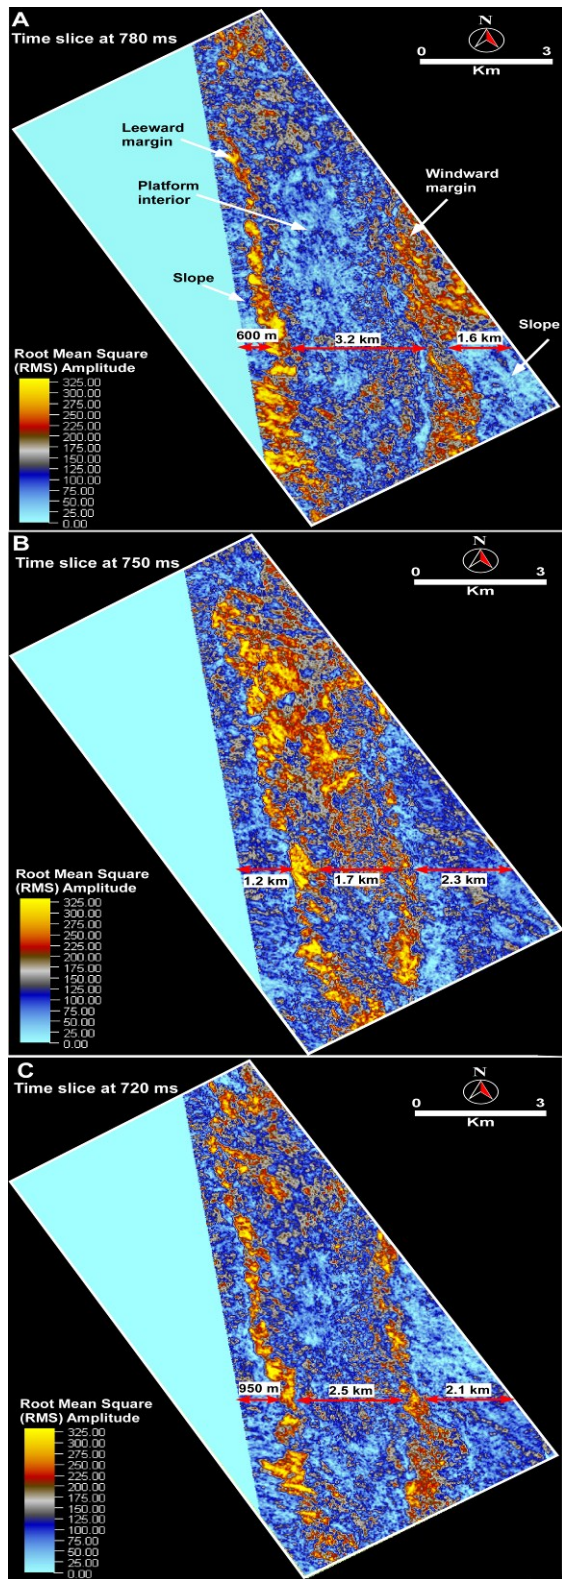 A
Time slice at 780 ms
N
0 3
Km
Leeward
margin
Platform
interior
Windward
margin
Slope
600 m
3.2 km
1.6 km
Slope
Root Mean Square
(RMS) Amplitude
325.00
300.00
275.00
250.00
225.00
200.00
175.00
150.00
125.00
100.00
75.00
50.00
25.00
0.00
B
Time slice at 750 ms
N
0 3
Km
1.2 km
1.7 km
2.3 km
Root Mean Square
(RMS) Amplitude
325.00
300.00
275.00
250.00
225.00
200.00
175.00
150.00
125.00
100.00
75.00
50.00
25.00
0.00
C
Time slice at 720 ms
N
0 3
Km
950 m
2.5 km
2.1 km
Root Mean Square
(RMS) Amplitude
325.00
300.00
275.00
250.00
225.00
200.00
175.00
150.00
125.00
100.00
75.00
50.00
25.00
0.00